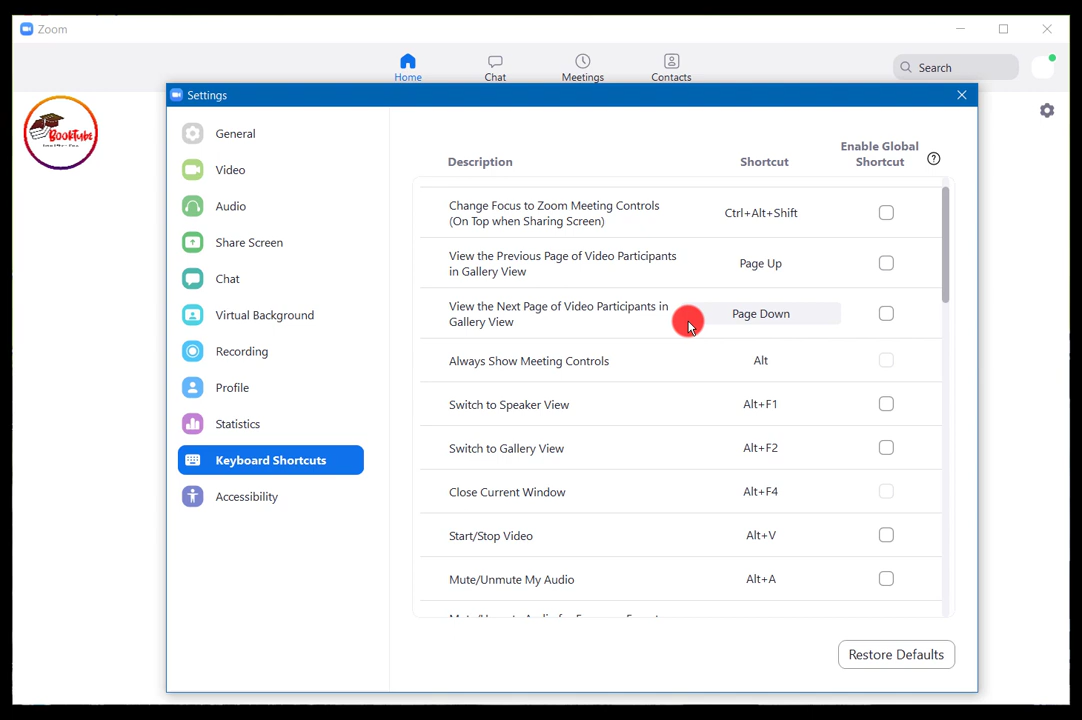 Zoom
Home
Chat
Meetings
Contacts
Search
BookTube
Settings
General
Video
Audio
Share Screen
Chat
Virtual Background
Recording
Profile
Statistics
Keyboard Shortcuts
Accessibility
Description
Shortcut
Enable Global
Shortcut
?
Change Focus to Zoom Meeting Controls
(On Top when Sharing Screen)
Ctrl+Alt+Shift
View the Previous Page of Video Participants
in Gallery View
Page Up
View the Next Page of Video Participants in
Gallery View
Page Down
Always Show Meeting Controls
Alt
Switch to Speaker View
Alt+F1
Switch to Gallery View
Alt+F2
Close Current Window
Alt+F4
Start/Stop Video
Alt+V
Mute/Unmute My Audio
Alt+A
Restore Defaults